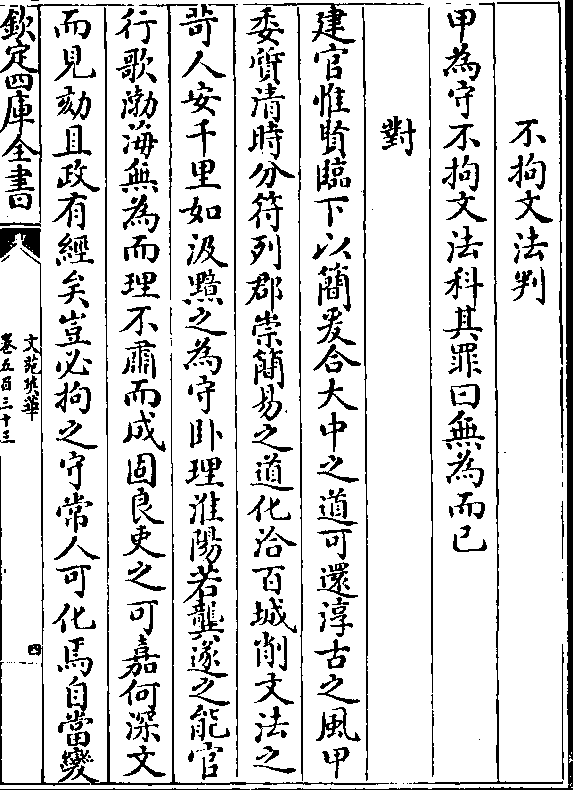 不拘文法判
甲為守不拘文法科其罪曰無為而已
對
建官惟賢臨下以簡爰合大中之道可還淳古之風甲
委質清時分符列郡崇簡易之道化洽百城削文法之
苛人安千里如汲黯之為守卧理淮陽若龔遂之能官
行歌渤海無為而理不肅而成固良吏之可嘉何深文
而見劾且政有經矣豈必拘之守常人可化焉自當變
欽定四庫全書
文苑英華
卷五百三十三
四